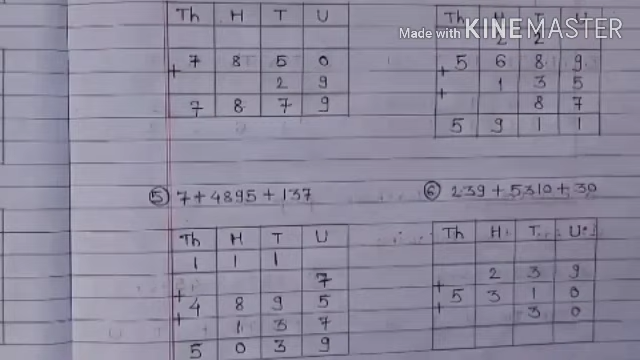 Made with KINEMASTER
Th H T U
7 8 5 0
+ 2 9
7 8 7 9
Th H T U
2 2
5 6 8 9
+ 1 3 5
+ 8 7
5 9 1 1
⑤ 7+4895+137
Th H T U
1 1 1
7
+ 4 8 9 5
+ 1 3 7
5 0 3 9
⑥ 239+5310+30
Th H T U
2 3 9
+ 5 3 1 0
+ 3 0